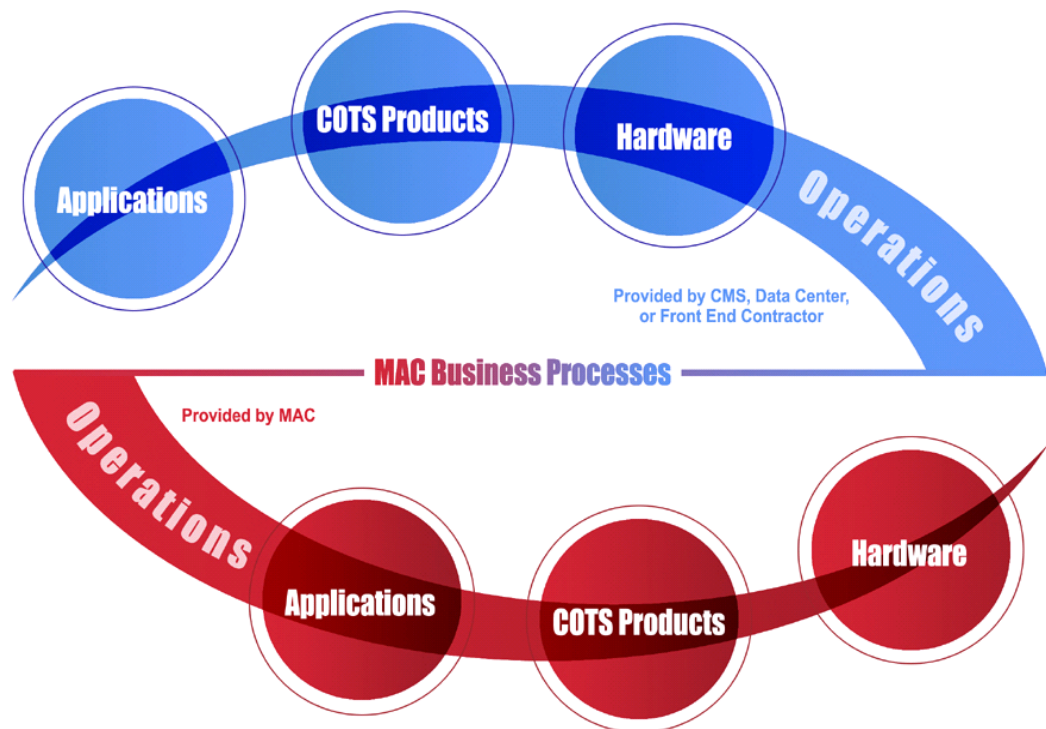 COTS Products
Hardware
Applications
Operations
Provided by CMS, Data Center,
or Front End Contractor
MAC Business Processes
Provided by MAC
Operations
Hardware
Applications
COTS Products